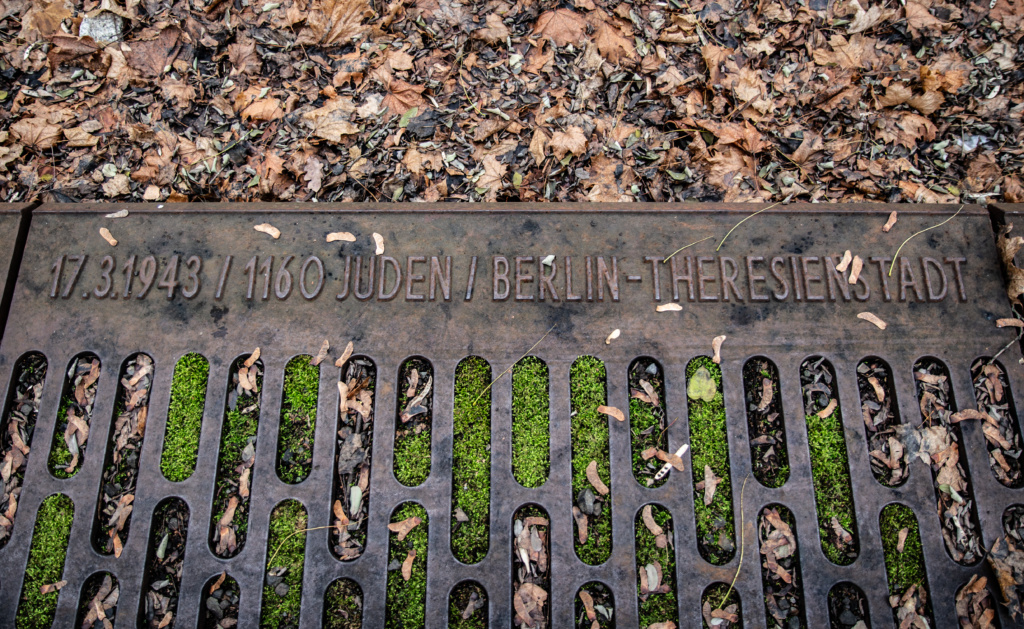 17.3.1943 / 1160 JUDEN / BERLIN-THERESIENSTADT